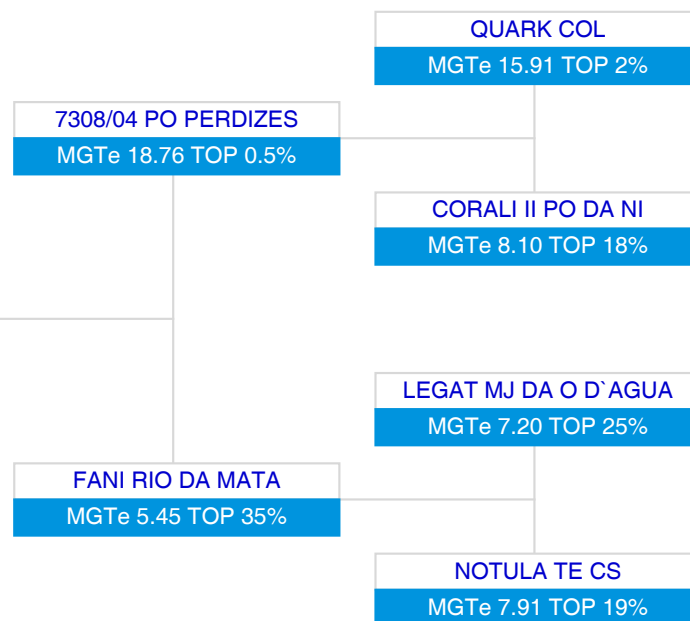 QUARK COL
MGTe 15.91 TOP 2%
7308/04 PO PERDIZES
MGTe 18.76 TOP 0.5%
CORALI II PO DA NI
MGTe 8.10 TOP 18%
LEGAT MJ DA O D`AGUA
MGTe 7.20 TOP 25%
FANI RIO DA MATA
MGTe 5.45 TOP 35%
NOTULA TE CS
MGTe 7.91 TOP 19%